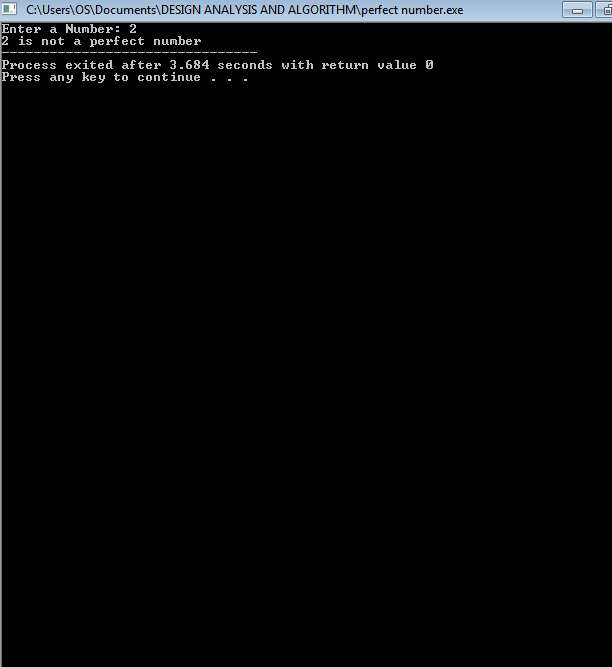 C:\Users\OS\Documents\DESIGN ANALYSIS AND ALGORITHM\perfect number.exe
Enter a Number: 2
2 is not a perfect number
--------------------------------
Process exited after 3.684 seconds with return value 0
Press any key to continue . . .